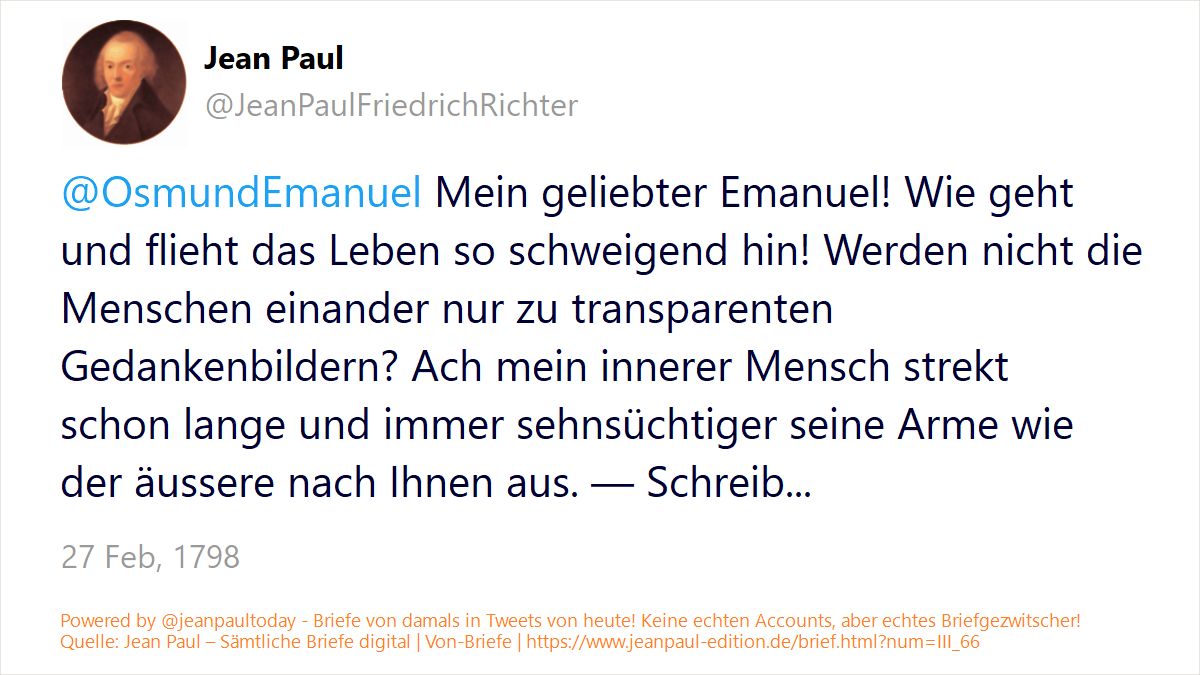 Jean Paul
@JeanPaulFriedrichRichter
@OsmundEmanuel Mein geliebter Emanuel! Wie geht
und flieht das Leben so schweigend hin! Werden nicht die
Menschen einander nur zu transparenten
Gedankenbildern? Ach mein innerer Mensch strekt
schon lange und immer sehnsüchtiger seine Arme wie
der äussere nach Ihnen aus. — Schreib...
27 Feb, 1798
Powered by @jeanpaultoday - Briefe von damals in Tweets von heute! Keine echten Accounts, aber echtes Briefgezwitscher!
Quelle: Jean Paul – Sämtliche Briefe digital | Von-Briefe | https://www.jeanpaul-edition.de/brief.html?num=III_66